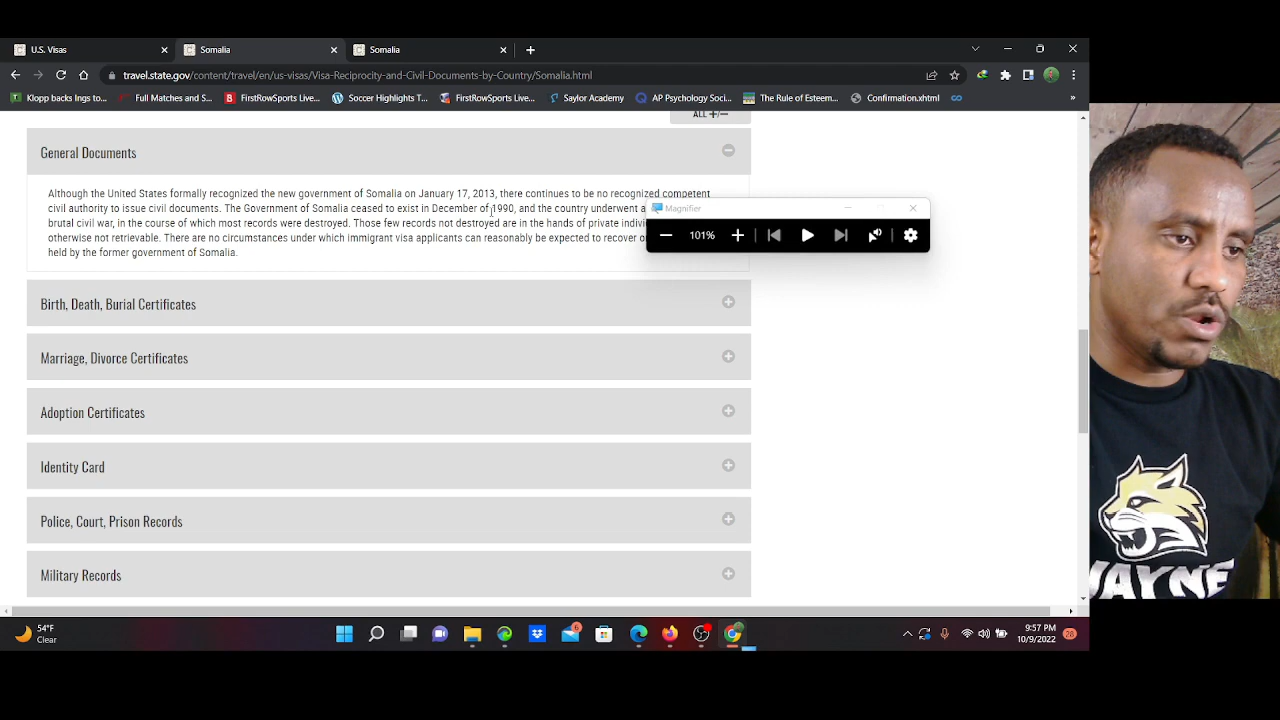 U.S. Visas
Somalia
Somalia
travel.state.gov/content/travel/en/us-visas/Visa-Reciprocity-and-Civil-Documents-by-Country/Somalia.html
Klopp backs Ings to... Full Matches and S... FirstRowSports Live... Soccer Highlights T... FirstRowSports Live... Saylor Academy AP Psychology Soci... The Rule of Esteem... Confirmation.xhtml »
ALL +/−
General Documents
Although the United States formally recognized the new government of Somalia on January 17, 2013, there continues to be no recognized competent
civil authority to issue civil documents. The Government of Somalia ceased to exist in December of 1990, and the country underwent a
brutal civil war, in the course of which most records were destroyed. Those few records not destroyed are in the hands of private
otherwise not retrievable. There are no circumstances under which immigrant visa applicants can reasonably be expected to recover
held by the former government of Somalia.
Magnifier
101%
Birth, Death, Burial Certificates
Marriage, Divorce Certificates
Adoption Certificates
Identity Card
Police, Court, Prison Records
Military Records
54°F
Clear
6
9:57 PM
10/9/2022
28
WAYNE